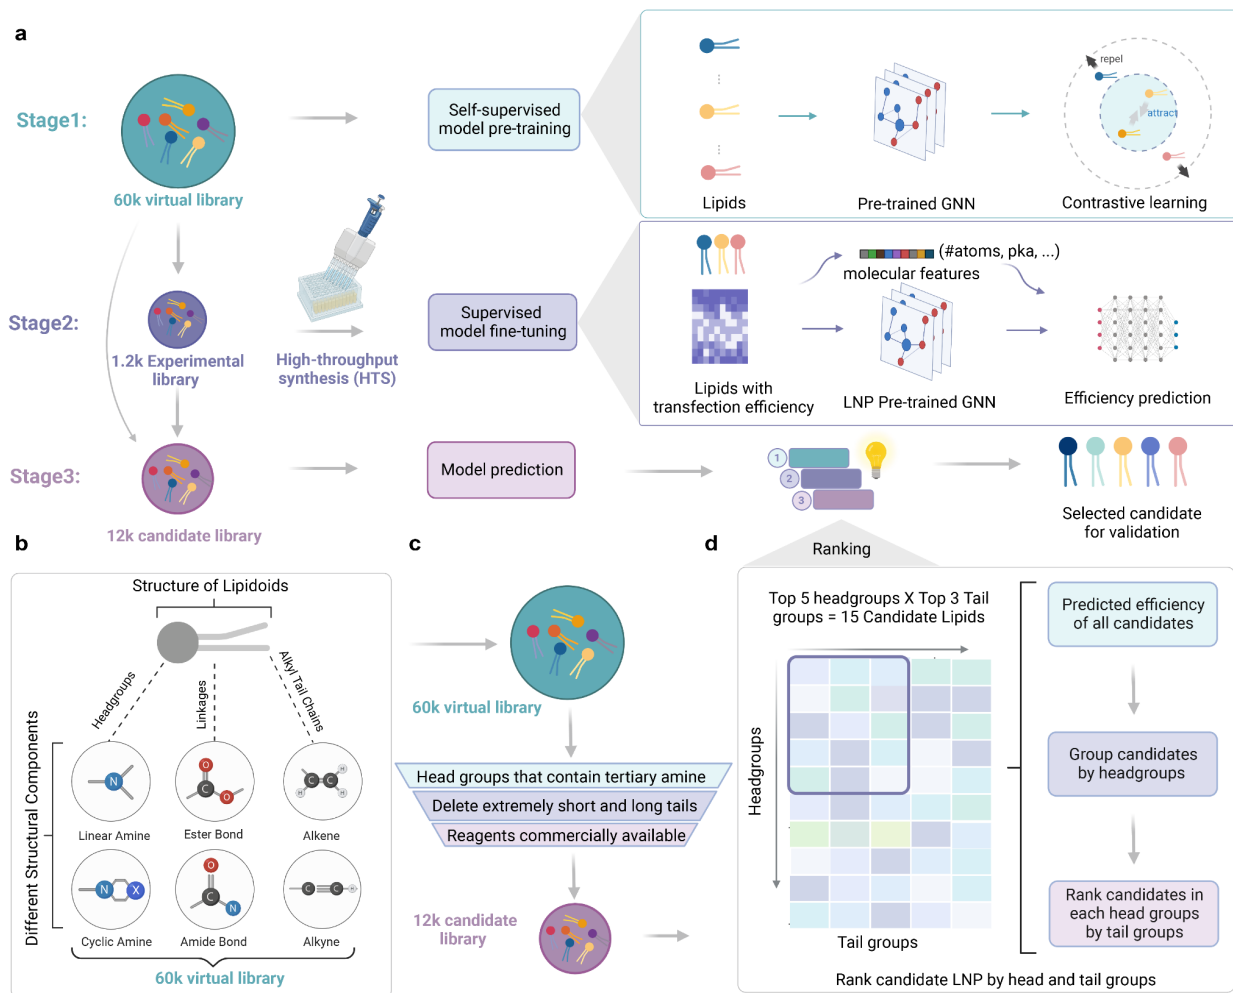 a
Stage1:
60k virtual library
Self-supervised
model pre-training
Lipids
Pre-trained GNN
repel
attract
Contrastive learning
Stage2:
1.2k Experimental
library
High-throughput
synthesis (HTS)
Supervised
model fine-tuning
Lipids with
transfection efficiency
(#atoms, pka, ...)
molecular features
LNP Pre-trained GNN
Efficiency prediction
Stage3:
12k candidate library
Model prediction
1
2
3
Selected candidate
for validation
b
Structure of Lipidoids
Headgroups
Linkages
Alkyl Tail Chains
Different Structural Components
N
O
C
O
C
C
H
H
H
Linear Amine
Ester Bond
Alkene
N
X
O
C
N
C
C
H
Cyclic Amine
Amide Bond
Alkyne
60k virtual library
c
60k virtual library
Head groups that contain tertiary amine
Delete extremely short and long tails
Reagents commercially available
12k candidate
library
d
Ranking
Top 5 headgroups X Top 3 Tail
groups = 15 Candidate Lipids
Headgroups
Tail groups
Predicted efficiency
of all candidates
Group candidates
by headgroups
Rank candidates in
each head groups
by tail groups
Rank candidate LNP by head and tail groups